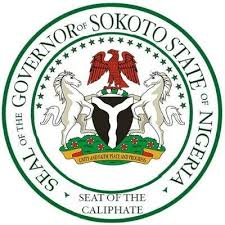 SEAL OF THE GOVERNOR OF SOKOTO STATE OF NIGERIA
UNITY AND FAITH, PEACE AND PROGRESS
SEAT OF THE
CALIPHATE